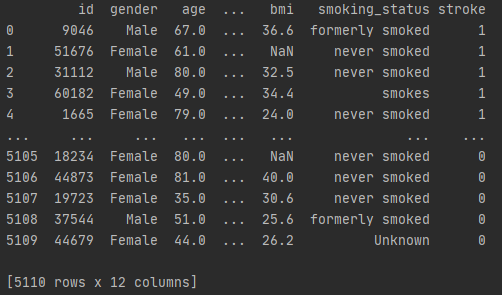 id gender age ... bmi smoking_status stroke
0 9046 Male 67.0 ... 36.6 formerly smoked 1
1 51676 Female 61.0 ... NaN never smoked 1
2 31112 Male 80.0 ... 32.5 never smoked 1
3 60182 Female 49.0 ... 34.4 smokes 1
4 1665 Female 79.0 ... 24.0 never smoked 1
... ... ... ... ... ... ... ...
5105 18234 Female 80.0 ... NaN never smoked 0
5106 44873 Female 81.0 ... 40.0 never smoked 0
5107 19723 Female 35.0 ... 30.6 never smoked 0
5108 37544 Male 51.0 ... 25.6 formerly smoked 0
5109 44679 Female 44.0 ... 26.2 Unknown 0
[5110 rows x 12 columns]